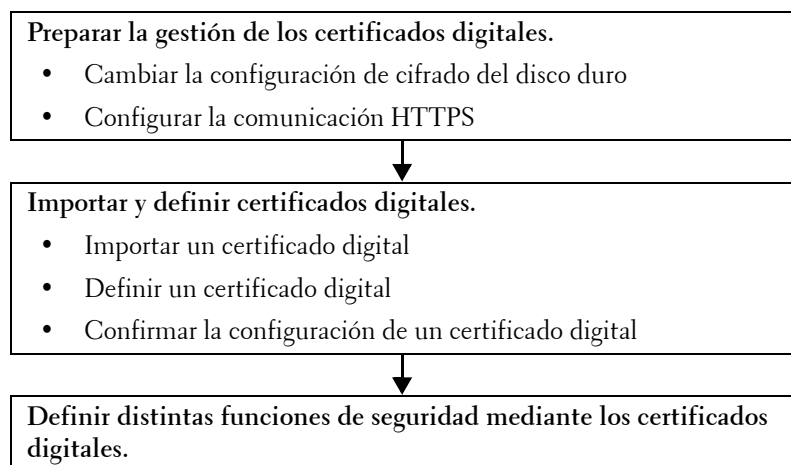 Preparar la gestión de los certificados digitales.
• Cambiar la configuración de cifrado del disco duro
• Configurar la comunicación HTTPS
Importar y definir certificados digitales.
• Importar un certificado digital
• Definir un certificado digital
• Confirmar la configuración de un certificado digital
Definir distintas funciones de seguridad mediante los certificados
digitales.